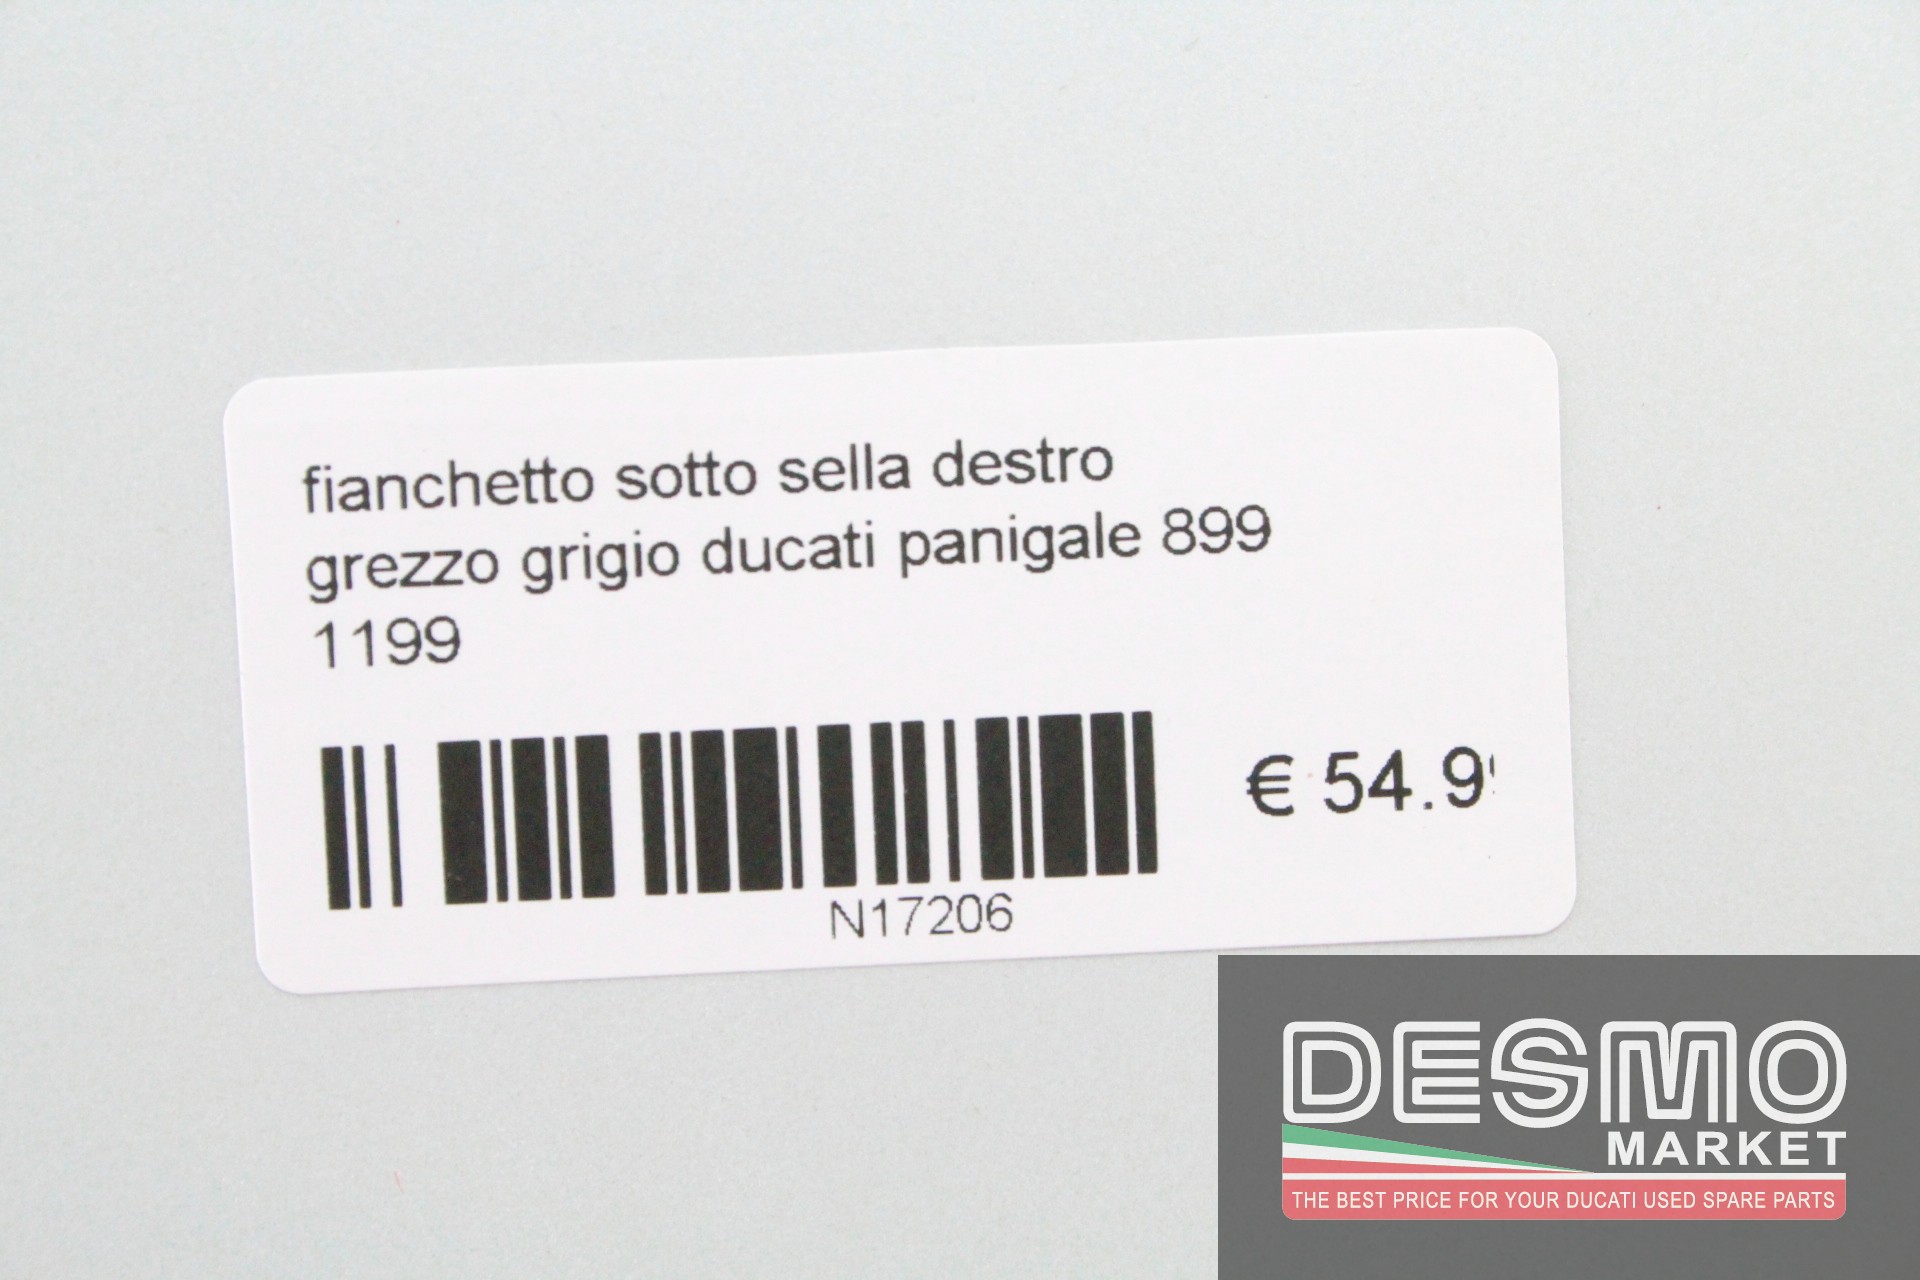 fianchetto sotto sella destro
grezzo grigio ducati panigale 899
1199
€ 54.9
N17206
DESMO
MARKET
THE BEST PRICE FOR YOUR DUCATI USED SPARE PARTS